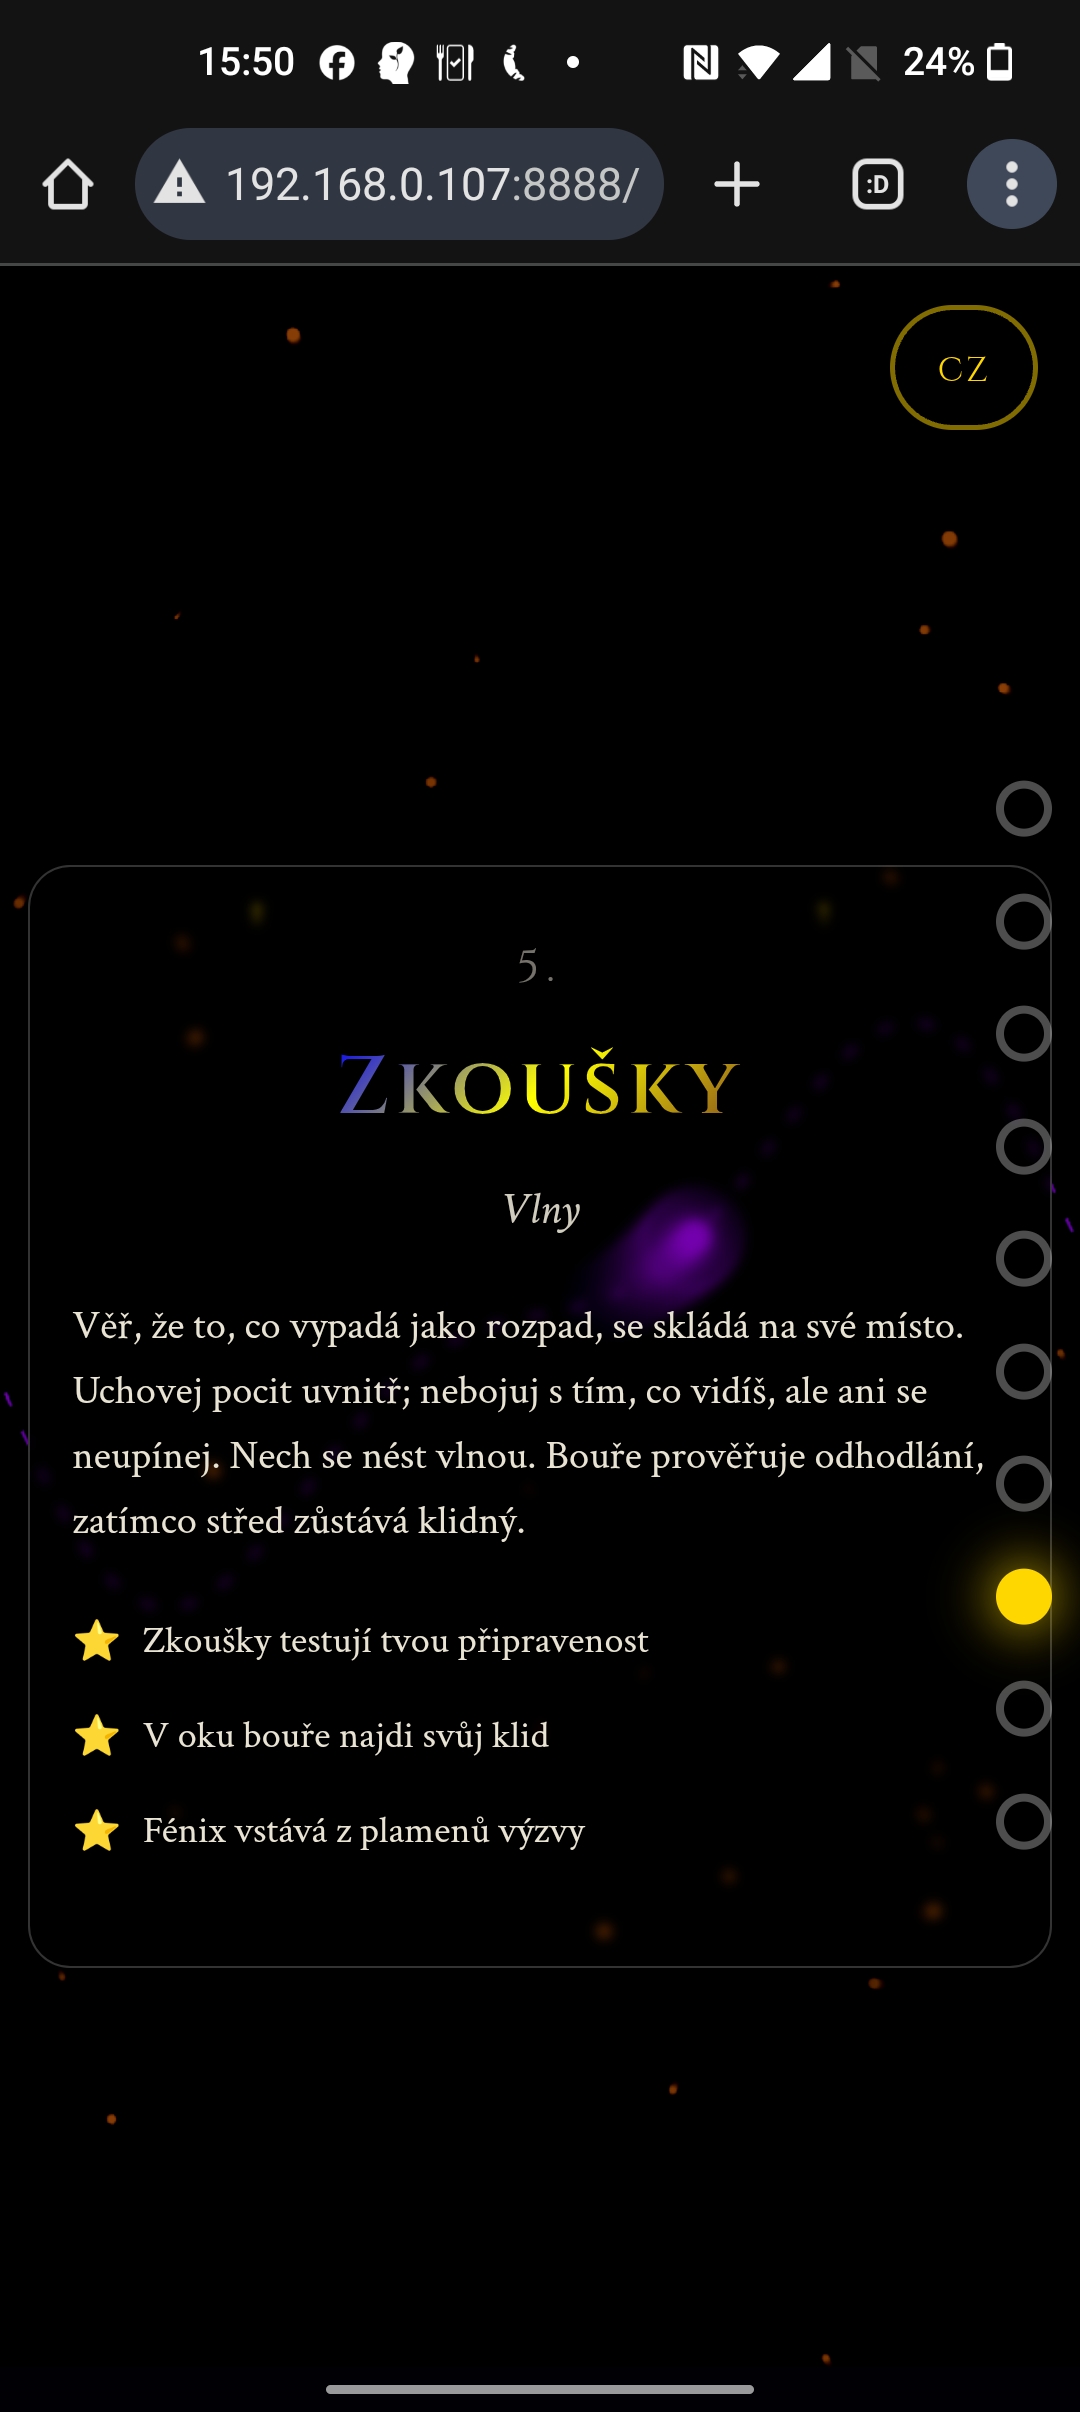 15:50
24%
192.168.0.107:8888/
:D
CZ
5.
Zkoušky
Vlny
Věř, že to, co vypadá jako rozpad, se skládá na své místo.
Uchovej pocit uvnitř; nebojuj s tím, co vidíš, ale ani se
neupínej. Nech se nést vlnou. Bouře prověřuje odhodlání,
zatímco střed zůstává klidný.
⭐ Zkoušky testují tvou připravenost
⭐ V oku bouře najdi svůj klid
⭐ Fénix vstává z plamenů výzvy